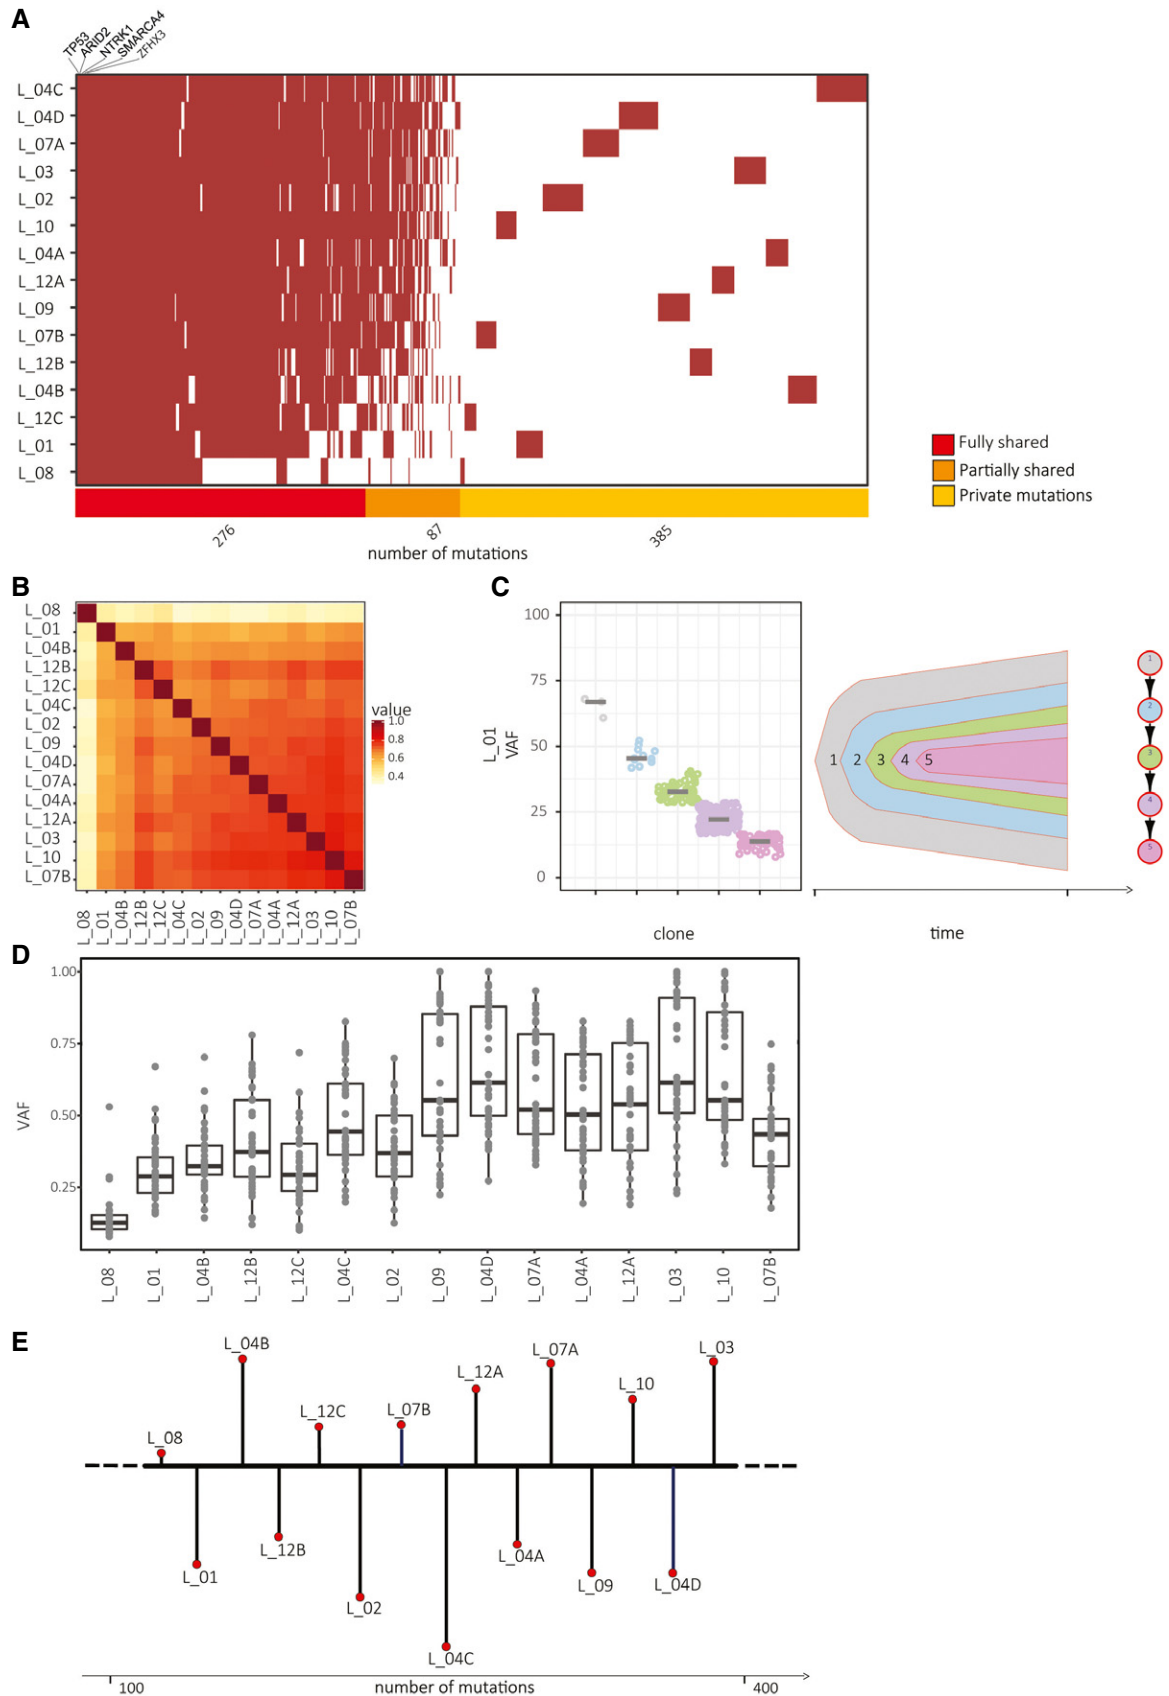 A
TP53
ARID2
NTRK1
SMARCA4
ZFHX3
L_04C
L_04D
L_07A
L_03
L_02
L_10
L_04A
L_12A
L_09
L_07B
L_12B
L_04B
L_12C
L_01
L_08
276
87
385
number of mutations
Fully shared
Partially shared
Private mutations
B
L_08
L_01
L_04B
L_12B
L_12C
L_04C
L_02
L_09
L_04D
L_07A
L_04A
L_12A
L_03
L_10
L_07B
L_08
L_01
L_04B
L_12B
L_12C
L_04C
L_02
L_09
L_04D
L_07A
L_04A
L_12A
L_03
L_10
L_07B
value
1.0
0.8
0.6
0.4
C
100
75
50
25
0
L_01
VAF
clone
1
2
3
4
5
time
1
2
3
4
5
D
1.00
0.75
0.50
0.25
VAF
L_08
L_01
L_04B
L_12B
L_12C
L_04C
L_02
L_09
L_04D
L_07A
L_04A
L_12A
L_03
L_10
L_07B
E
L_04B
L_07A
L_03
L_12A
L_10
L_12C
L_07B
L_08
L_12B
L_04A
L_01
L_09
L_04D
L_02
L_04C
100
number of mutations
400